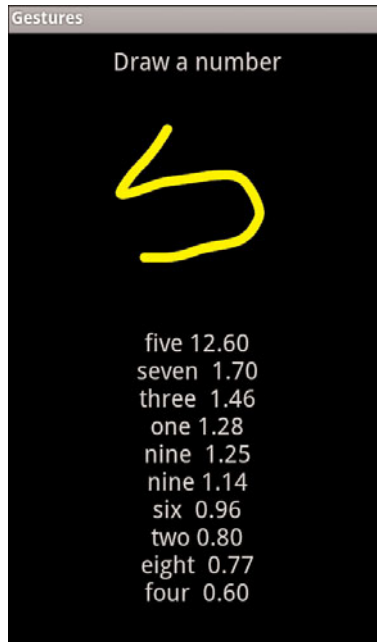 Gestures
Draw a number
five 12.60
seven 1.70
three 1.46
one 1.28
nine 1.25
nine 1.14
six 0.96
two 0.80
eight 0.77
four 0.60